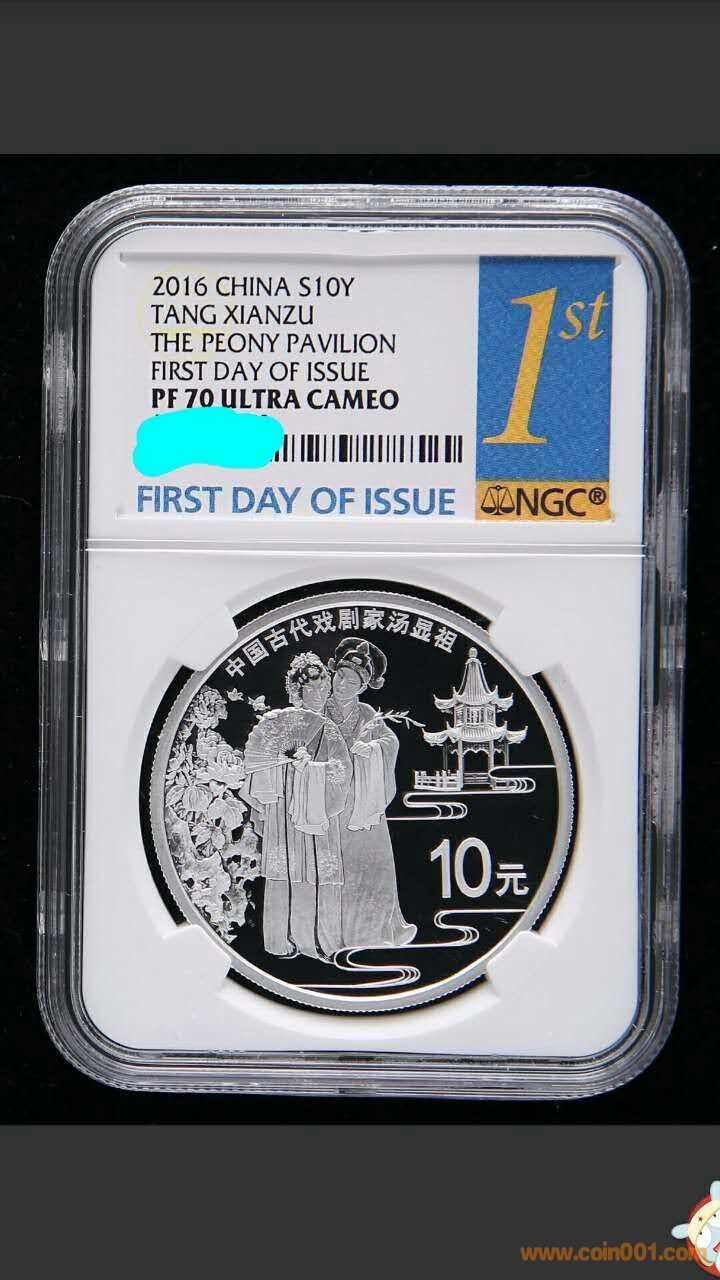 2016 CHINA S10Y
TANG XIANZU
THE PEONY PAVILION
FIRST DAY OF ISSUE
PF 70 ULTRA CAMEO
FIRST DAY OF ISSUE
1st
NGC®
中国古代戏剧家汤显祖
10元
www.coin001.com